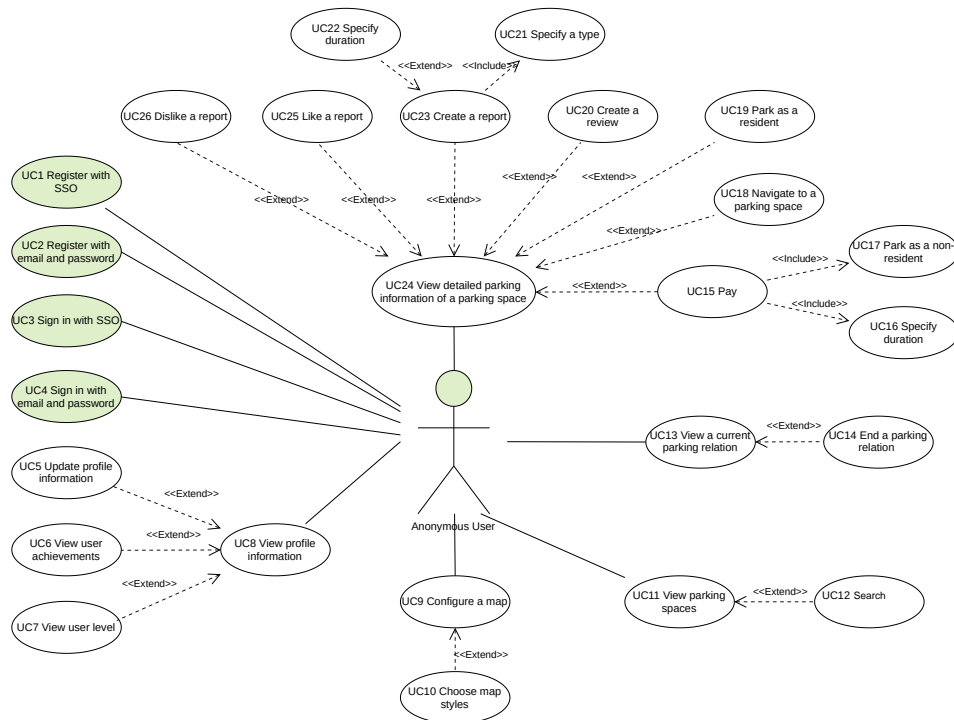 UC22 Specify
duration
UC21 Specify a type
<<Extend>>
<<Include>>
UC26 Dislike a report
UC25 Like a report
UC23 Create a report
UC20 Create a
review
UC19 Park as a
resident
UC1 Register with
SSO
<<Extend>>
<<Extend>>
<<Extend>>
<<Extend>>
<<Extend>>
UC18 Navigate to a
parking space
<<Extend>>
UC2 Register with
email and password
UC17 Park as a non-
resident
<<Include>>
UC24 View detailed parking
information of a parking space
<<Extend>>
UC15 Pay
<<Include>>
UC16 Specify
duration
UC3 Sign in with SSO
UC4 Sign in with
email and password
UC13 View a current
parking relation
<<Extend>>
UC14 End a parking
relation
UC5 Update profile
information
<<Extend>>
Anonymous User
UC6 View user
achievements
<<Extend>>
UC8 View profile
information
<<Extend>>
UC7 View user level
UC9 Configure a map
UC11 View parking
spaces
<<Extend>>
UC12 Search
<<Extend>>
UC10 Choose map
styles